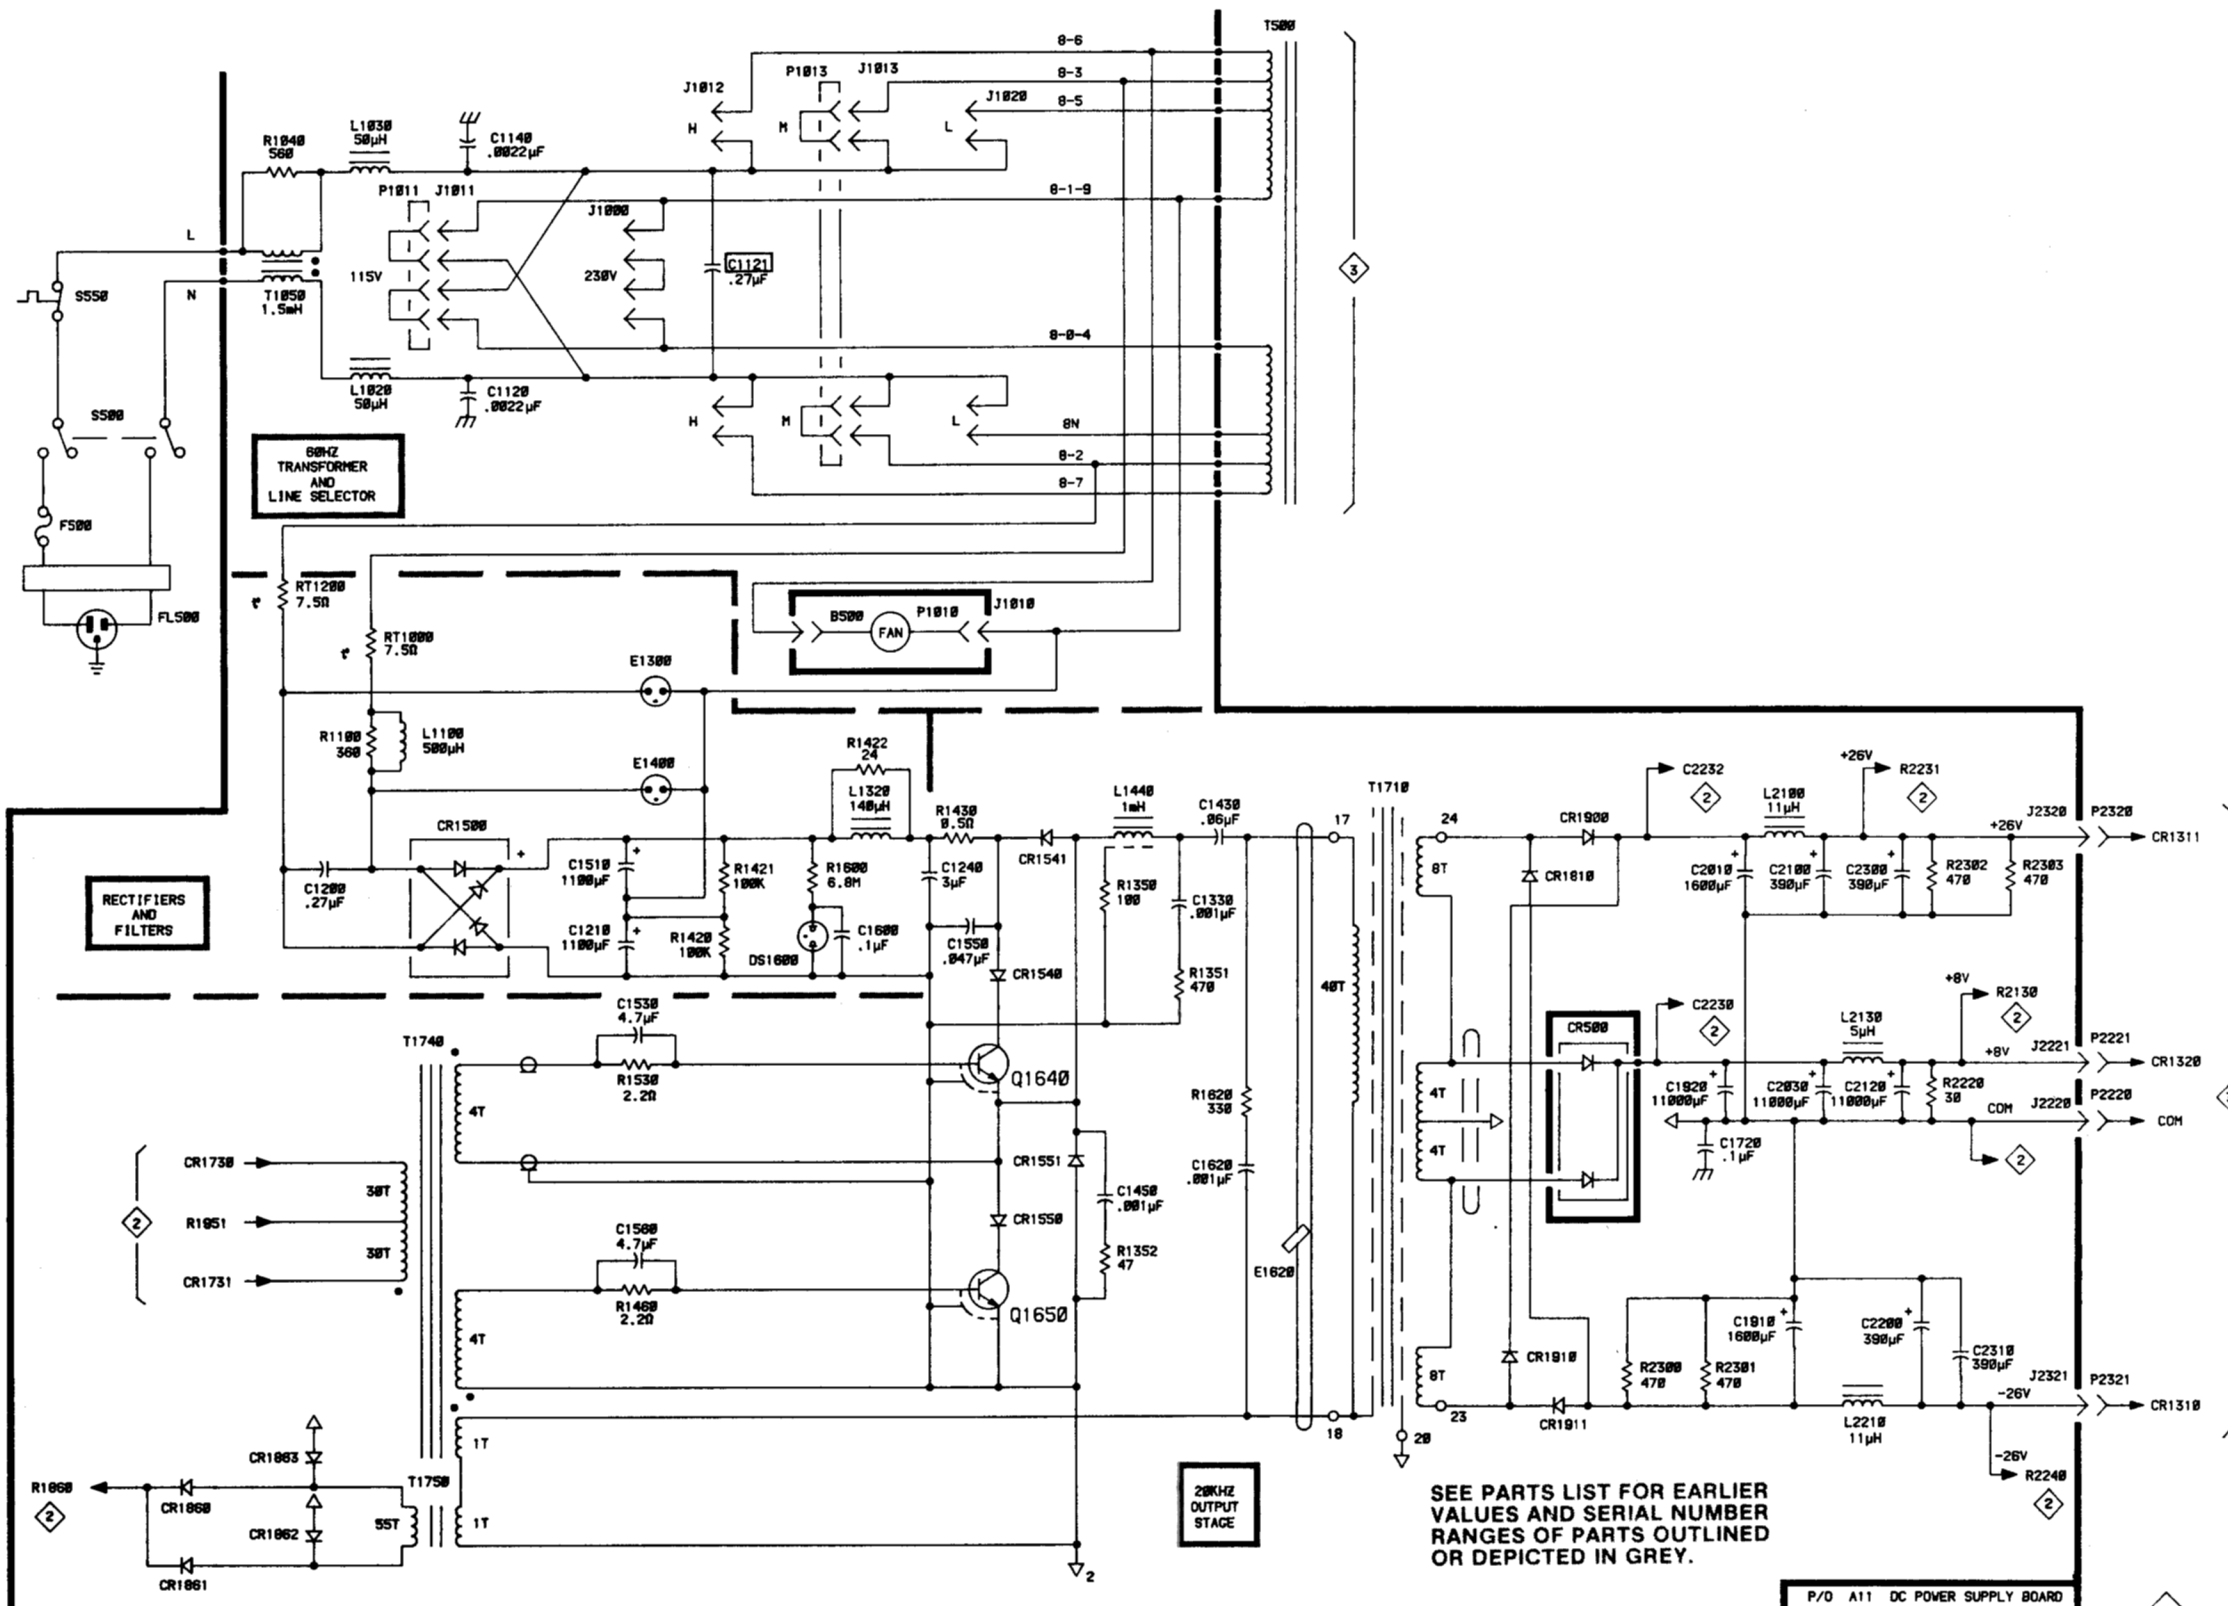 T500
8-6
J1012
P1013
J1013
8-3
J1020
8-5
H
M
L
R1040
560
L1030
50µH
C1140
.0022µF
P1011
J1011
J1000
8-1-9
L
S550
N
T1050
1.5mH
115V
230V
C1121
.27µF
3
8-0-4
L1020
50µH
C1120
.0022µF
H
M
L
8N
8-2
8-7
S500
60HZ
TRANSFORMER
AND
LINE SELECTOR
F500
FL500
RT1200
7.5Ω
t°
RT1000
7.5Ω
t°
B500
P1010
J1010
FAN
E1300
R1100
360
L1100
500µH
E1400
R1422
24
L1320
140µH
R1430
0.5Ω
CR1500
+
C1200
.27µF
C1510
1100µF
+
R1421
100K
R1600
6.8M
C1240
3µF
C1210
1100µF
+
R1420
100K
DS1600
C1600
.1µF
C1550
.047µF
CR1541
CR1540
RECTIFIERS
AND
FILTERS
L1440
1mH
C1430
.06µF
R1350
100
C1330
.001µF
R1351
470
17
T1710
24
40T
8T
CR1900
CR1810
C2232
2
L2100
11µH
+26V
R2231
2
+26V
J2320
P2320
CR1311
C2010
1600µF
+
C2100
390µF
+
C2300
390µF
+
R2302
470
R2303
470
T1740
C1530
4.7µF
R1530
2.2Ω
Q1640
4T
CR1730
30T
R1951
30T
CR1731
2
C1560
4.7µF
R1460
2.2Ω
Q1650
4T
CR1551
CR1550
C1450
.001µF
R1352
47
R1620
330
C1620
.001µF
E1620
4T
4T
CR500
C2230
2
L2130
5µH
+8V
R2130
2
+8V
J2221
P2221
CR1320
C1920
11000µF
+
C2030
11000µF
+
C2120
11000µF
+
R2220
30
COM
J2220
P2220
COM
C1720
.1µF
2
CR1910
8T
R2300
470
R2301
470
C1910
1600µF
+
C2200
390µF
+
C2310
390µF
CR1911
23
20
18
L2210
11µH
-26V
J2321
P2321
CR1310
-26V
R2240
2
1T
T1750
1T
55T
CR1863
CR1860
CR1862
CR1861
R1860
2
2
20KHZ
OUTPUT
STAGE
SEE PARTS LIST FOR EARLIER
VALUES AND SERIAL NUMBER
RANGES OF PARTS OUTLINED
OR DEPICTED IN GREY.
P/O A11 DC POWER SUPPLY BOARD